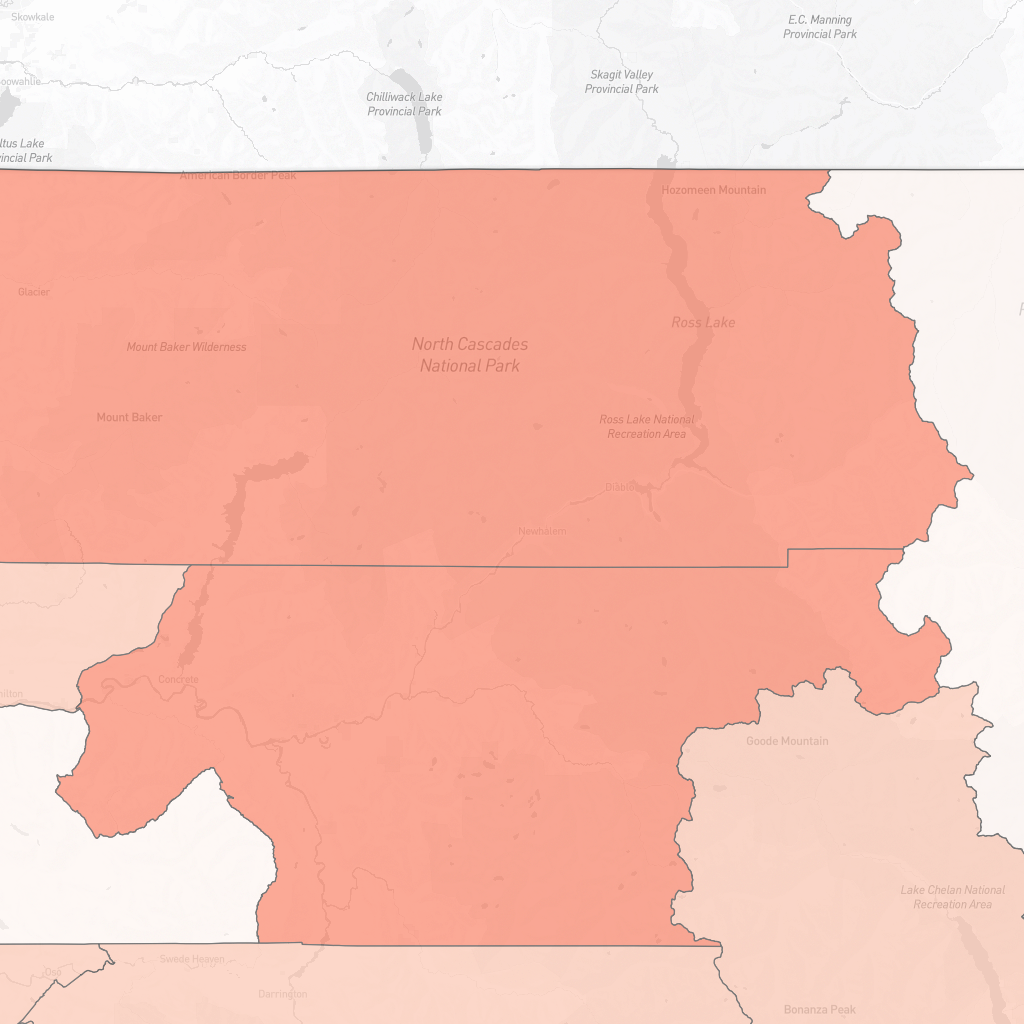 Skowkale
E.C. Manning
Provincial Park
Skagit Valley
Provincial Park
oowahlie
Chilliwack Lake
Provincial Park
ltus Lake
vincial Park
American Border Peak
Hozomeen Mountain
Glacier
Ross Lake
Mount Baker Wilderness
North Cascades
National Park
Mount Baker
Ross Lake National
Recreation Area
Diablo
Newhalem
Concrete
milton
Goode Mountain
Lake Chelan National
Recreation Area
Swede Heaven
Oso
Darrington
Bonanza Peak